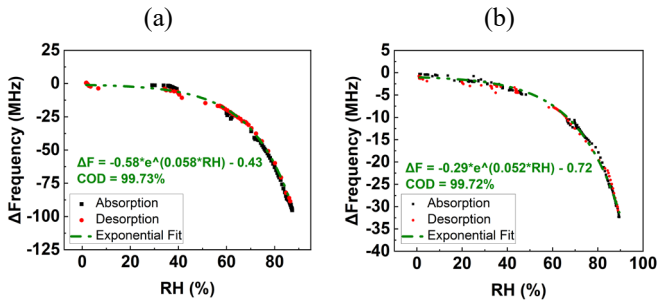 (a)
25
0
-25
-50
-75
-100
-125
ΔFrequency (MHz)
ΔF = -0.58*e^(0.058*RH) - 0.43
COD = 99.73%
Absorption
Desorption
Exponential Fit
0 20 40 60 80
RH (%)
(b)
5
0
-5
-10
-15
-20
-25
-30
-35
-40
ΔFrequency (MHz)
ΔF = -0.29*e^(0.052*RH) - 0.72
COD = 99.72%
Absorption
Desorption
Exponential Fit
0 20 40 60 80 100
RH (%)